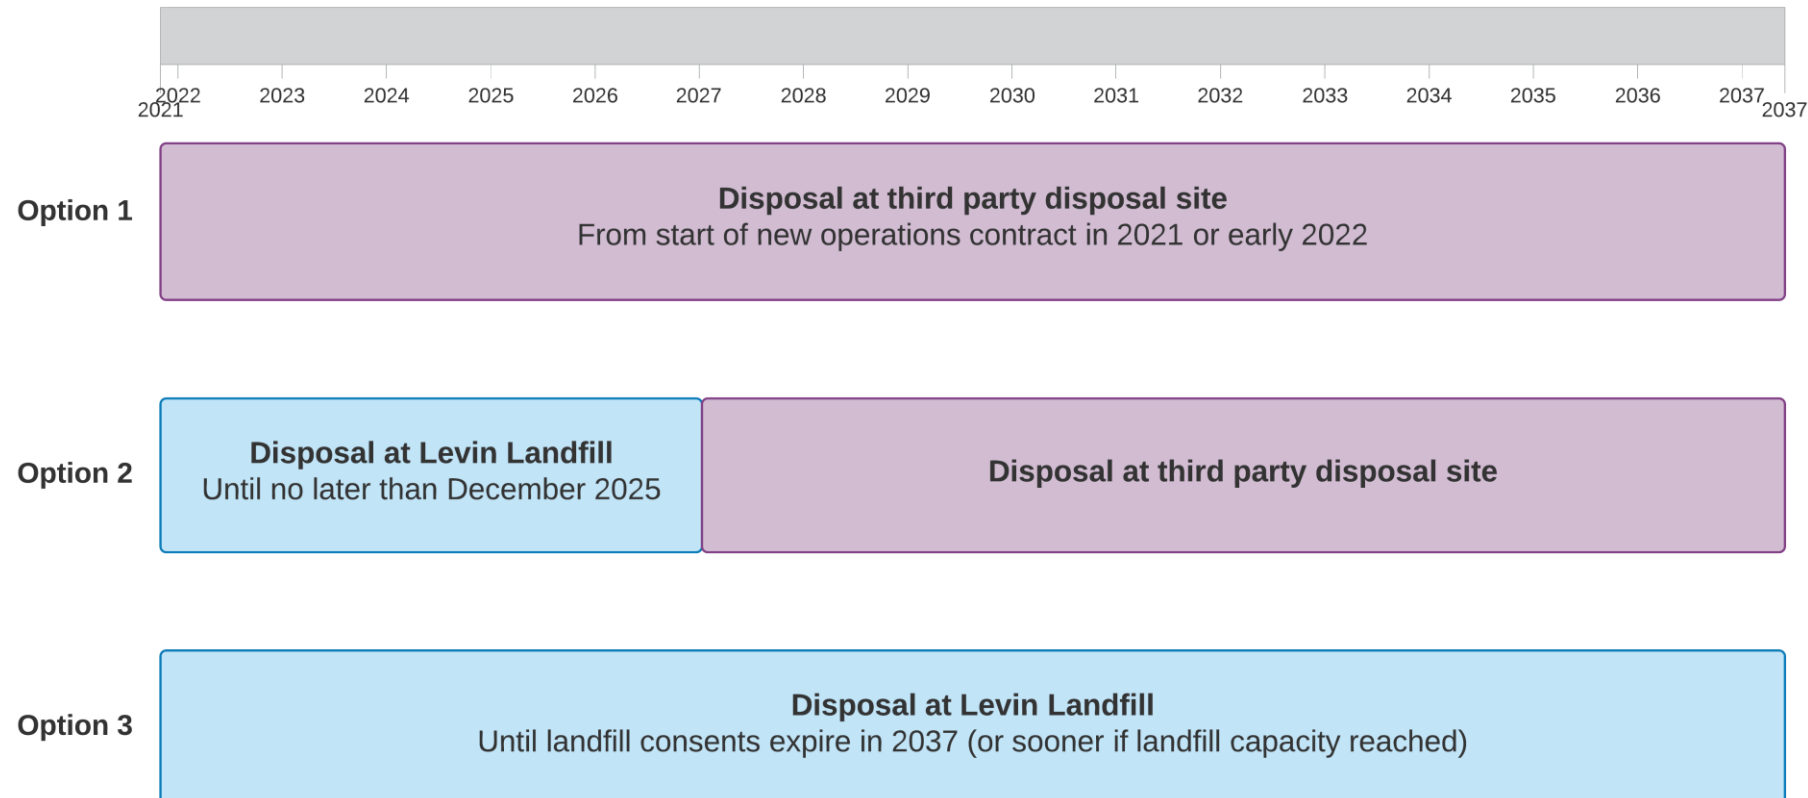 2022 2023 2024 2025 2026 2027 2028 2029 2030 2031 2032 2033 2034 2035 2036 2037
2021 2037
Option 1
Disposal at third party disposal site
From start of new operations contract in 2021 or early 2022
Option 2
Disposal at Levin Landfill
Until no later than December 2025
Disposal at third party disposal site
Option 3
Disposal at Levin Landfill
Until landfill consents expire in 2037 (or sooner if landfill capacity reached)